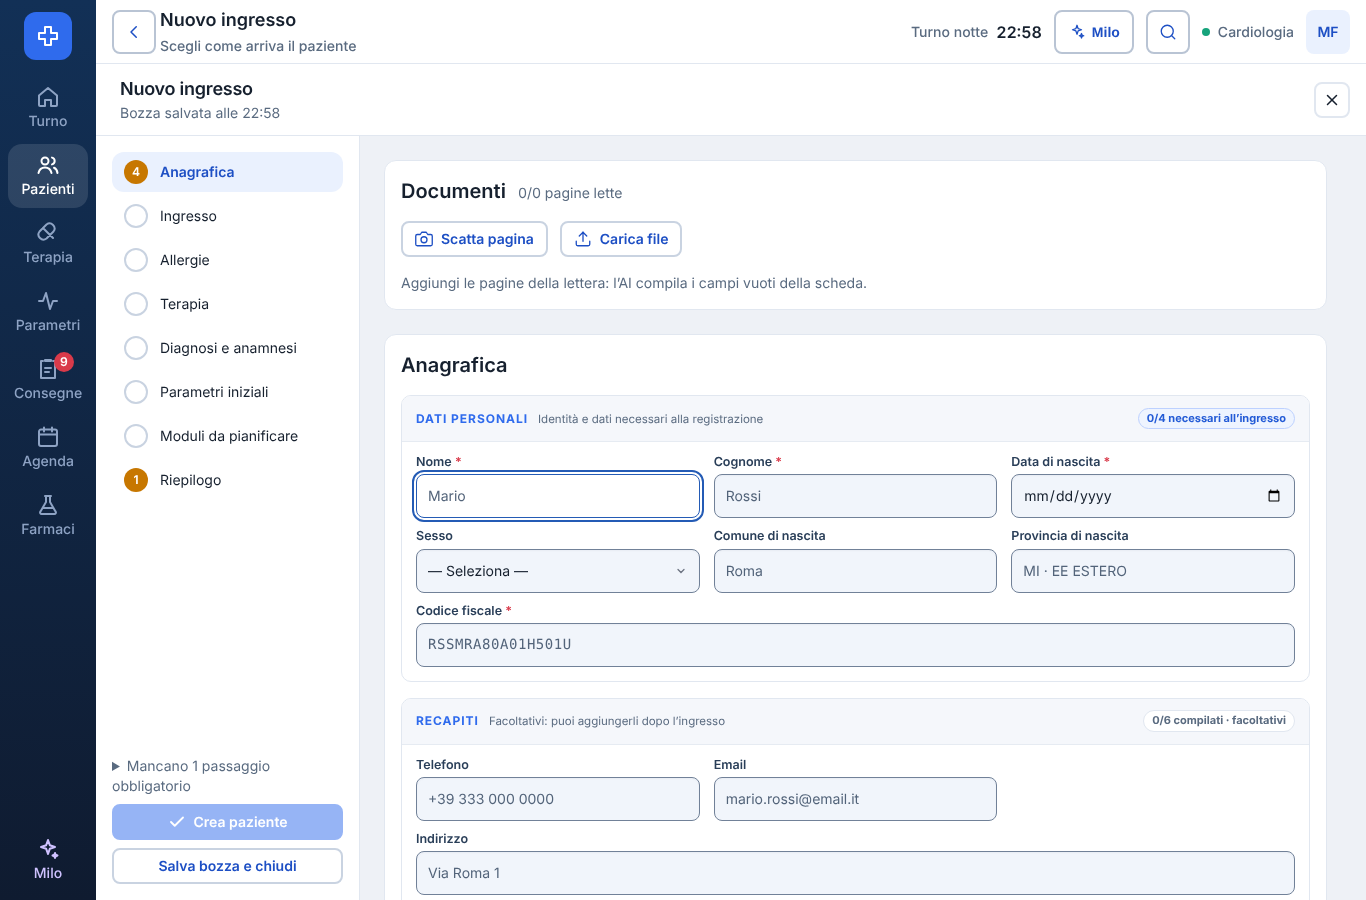 Nuovo ingresso
Scegli come arriva il paziente
Turno notte 22:58
Milo
Cardiologia
MF
Turno
Pazienti
Terapia
Parametri
9
Consegne
Agenda
Farmaci
Milo
Nuovo ingresso
Bozza salvata alle 22:58
4 Anagrafica
Ingresso
Allergie
Terapia
Diagnosi e anamnesi
Parametri iniziali
Moduli da pianificare
1 Riepilogo
Mancano 1 passaggio
obbligatorio
Crea paziente
Salva bozza e chiudi
Documenti 0/0 pagine lette
Scatta pagina
Carica file
Aggiungi le pagine della lettera: l’AI compila i campi vuoti della scheda.
Anagrafica
DATI PERSONALI Identità e dati necessari alla registrazione 0/4 necessari all’ingresso
Nome * Cognome * Data di nascita *
Mario Rossi mm/dd/yyyy
Sesso Comune di nascita Provincia di nascita
— Seleziona — Roma MI · EE ESTERO
Codice fiscale *
RSSMRA80A01H501U
RECAPITI Facoltativi: puoi aggiungerli dopo l’ingresso 0/6 compilati · facoltativi
Telefono Email
+39 333 000 0000 mario.rossi@email.it
Indirizzo
Via Roma 1